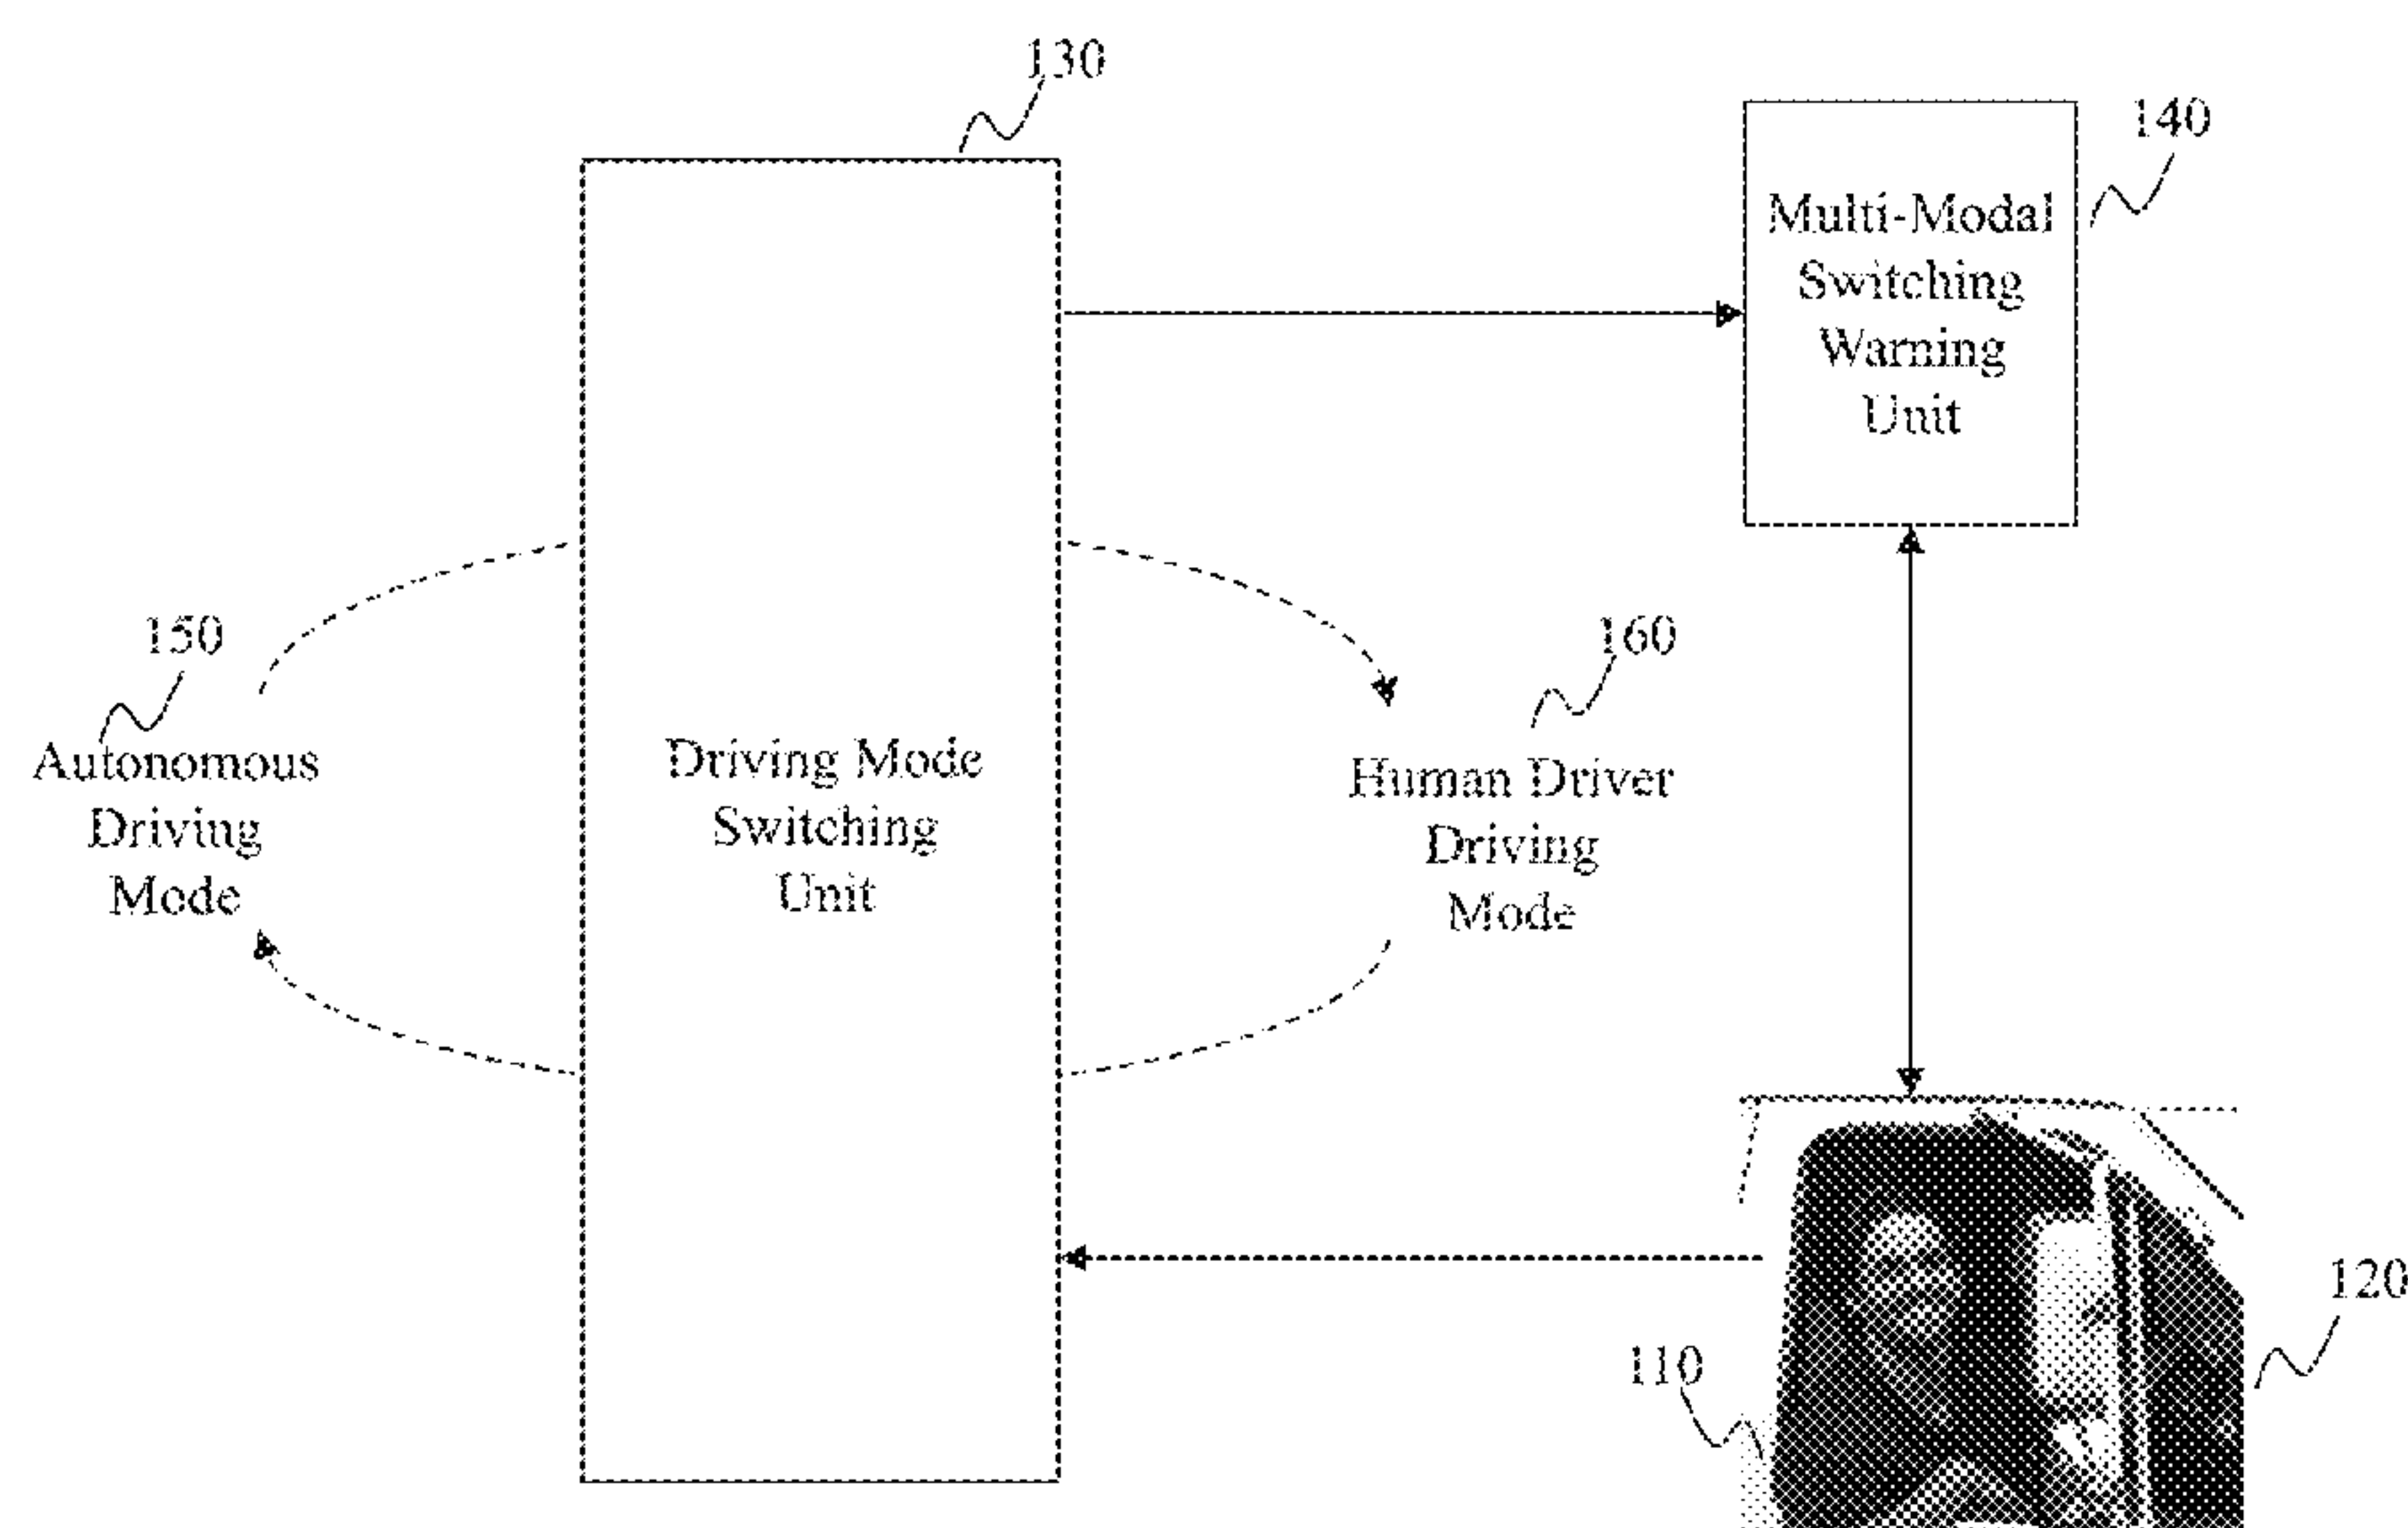 130
140
Multi-Modal
Switching
Warning
Unit
150
160
Autonomous
Driving
Mode
Driving Mode
Switching
Unit
Human Driver
Driving
Mode
120
110